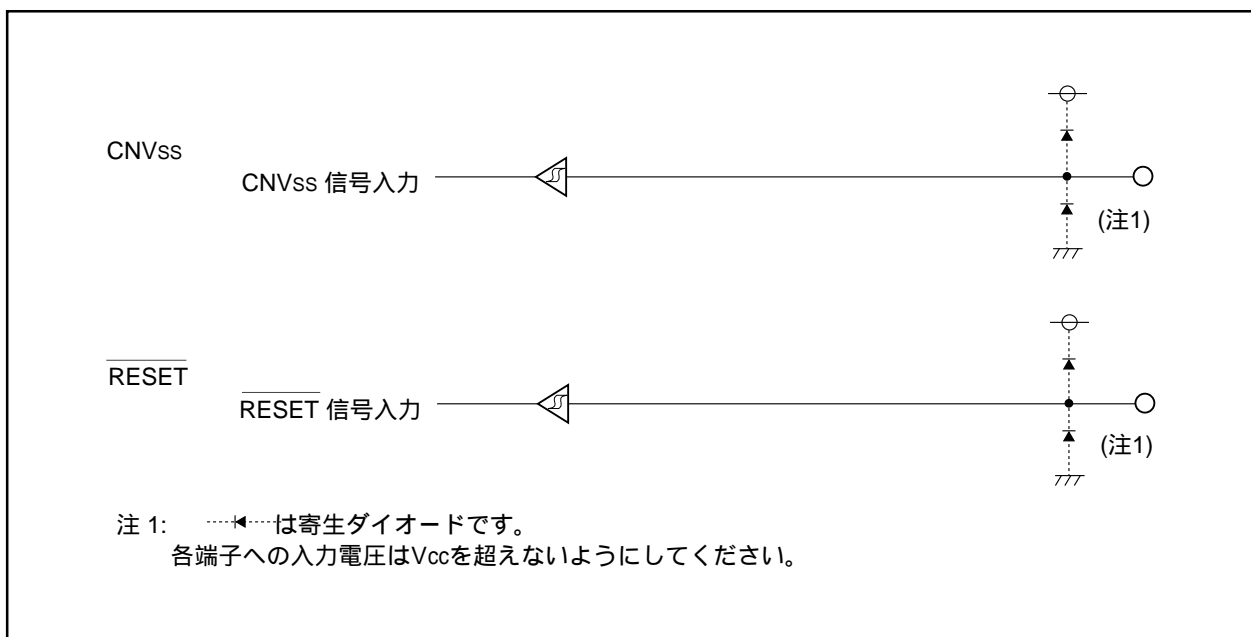 CNVss
CNVss 信号入力
(注1)
RESET
RESET 信号入力
(注1)
注 1: は寄生ダイオードです。
各端子への入力電圧はVccを超えないようにしてください。